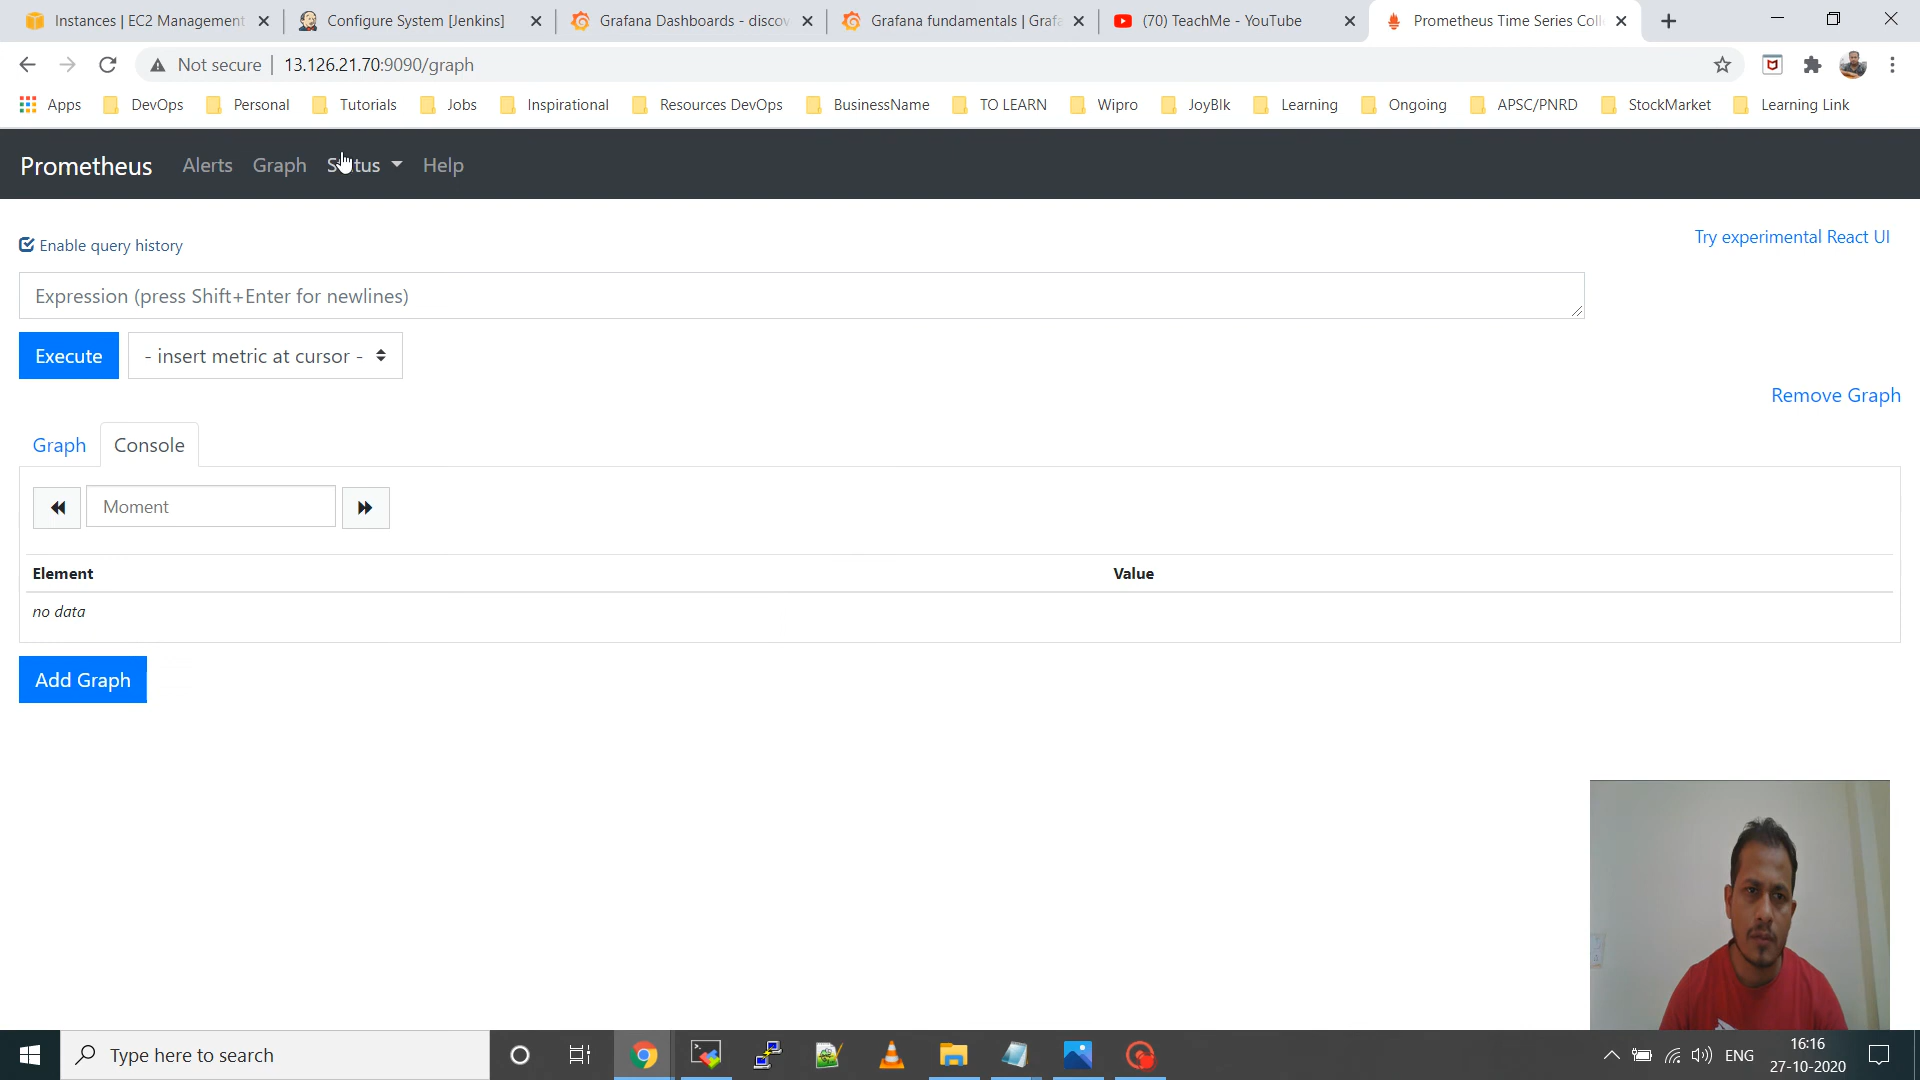 Instances | EC2 Management
Configure System [Jenkins]
Grafana Dashboards - discov
Grafana fundamentals | Grafa
(70) TeachMe - YouTube
Prometheus Time Series Coll
Not secure
13.126.21.70:9090/graph
Apps
DevOps
Personal
Tutorials
Jobs
Inspirational
Resources DevOps
BusinessName
TO LEARN
Wipro
JoyBlk
Learning
Ongoing
APSC/PNRD
StockMarket
Learning Link
Prometheus
Alerts
Graph
Status
Help
Enable query history
Try experimental React UI
Expression (press Shift+Enter for newlines)
Execute
- insert metric at cursor -
Remove Graph
Graph
Console
Moment
Element
Value
no data
Add Graph
Type here to search
ENG
16:16
27-10-2020